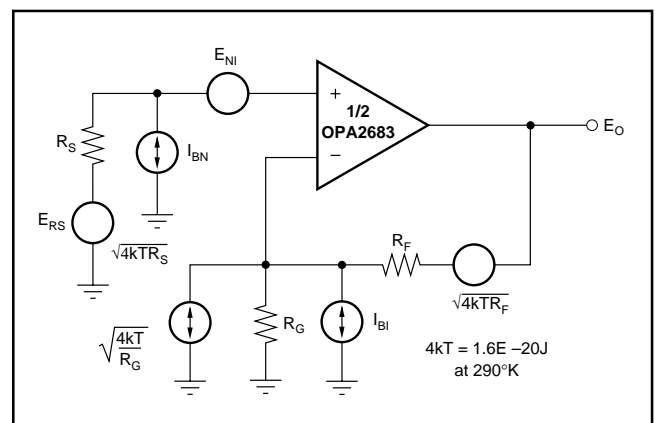 E_NI
+
1/2
OPA2683
−
E_O
R_S
I_BN
E_RS
√4kTR_S
R_F
√4kTR_F
√4kT/R_G
R_G
I_BI
4kT = 1.6E –20J
at 290°K